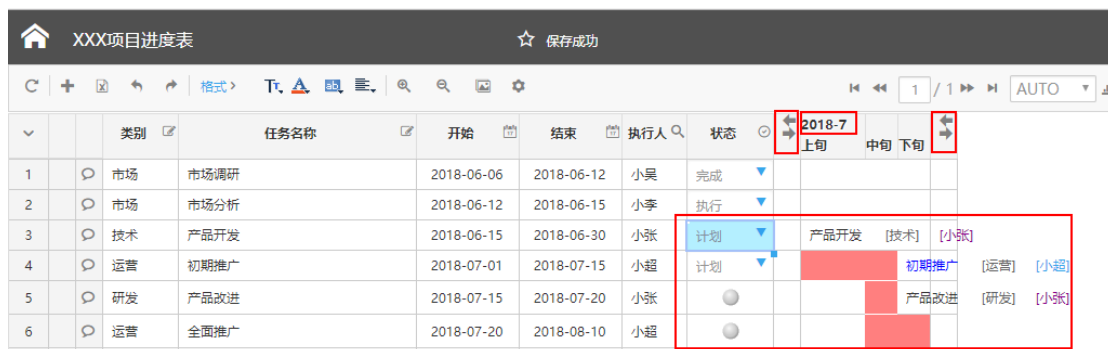 XXX项目进度表 保存成功
格式 1 / 1 AUTO
类别 任务名称 开始 结束 执行人 状态 2018-7
上旬 中旬 下旬
1 市场 市场调研 2018-06-06 2018-06-12 小吴 完成
2 市场 市场分析 2018-06-12 2018-06-15 小李 执行
3 技术 产品开发 2018-06-15 2018-06-30 小张 计划 产品开发 [技术] [小张]
4 运营 初期推广 2018-07-01 2018-07-15 小超 计划 初期推广 [运营] [小超]
5 研发 产品改进 2018-07-15 2018-07-20 小张 产品改进 [研发] [小张]
6 运营 全面推广 2018-07-20 2018-08-10 小超